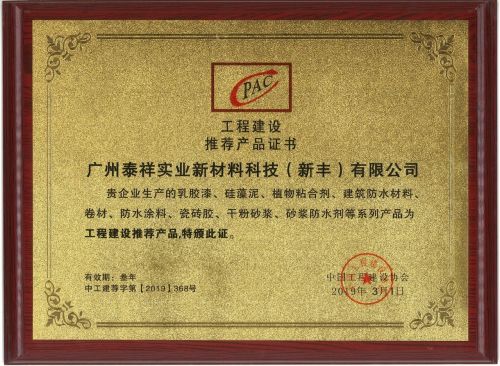 PAC
工程建设
推荐产品证书
广州泰祥实业新材料科技（新丰）有限公司
贵企业生产的乳胶漆、硅藻泥、植物粘合剂、建筑防水材料、
卷材、防水涂料、瓷砖胶、干粉砂浆、砂浆防水剂等系列产品为
工程建设推荐产品,特颁此证。
有效期：叁年
中工建荐字第【2019】368号
中国工程建设协会
2019年 3月1日